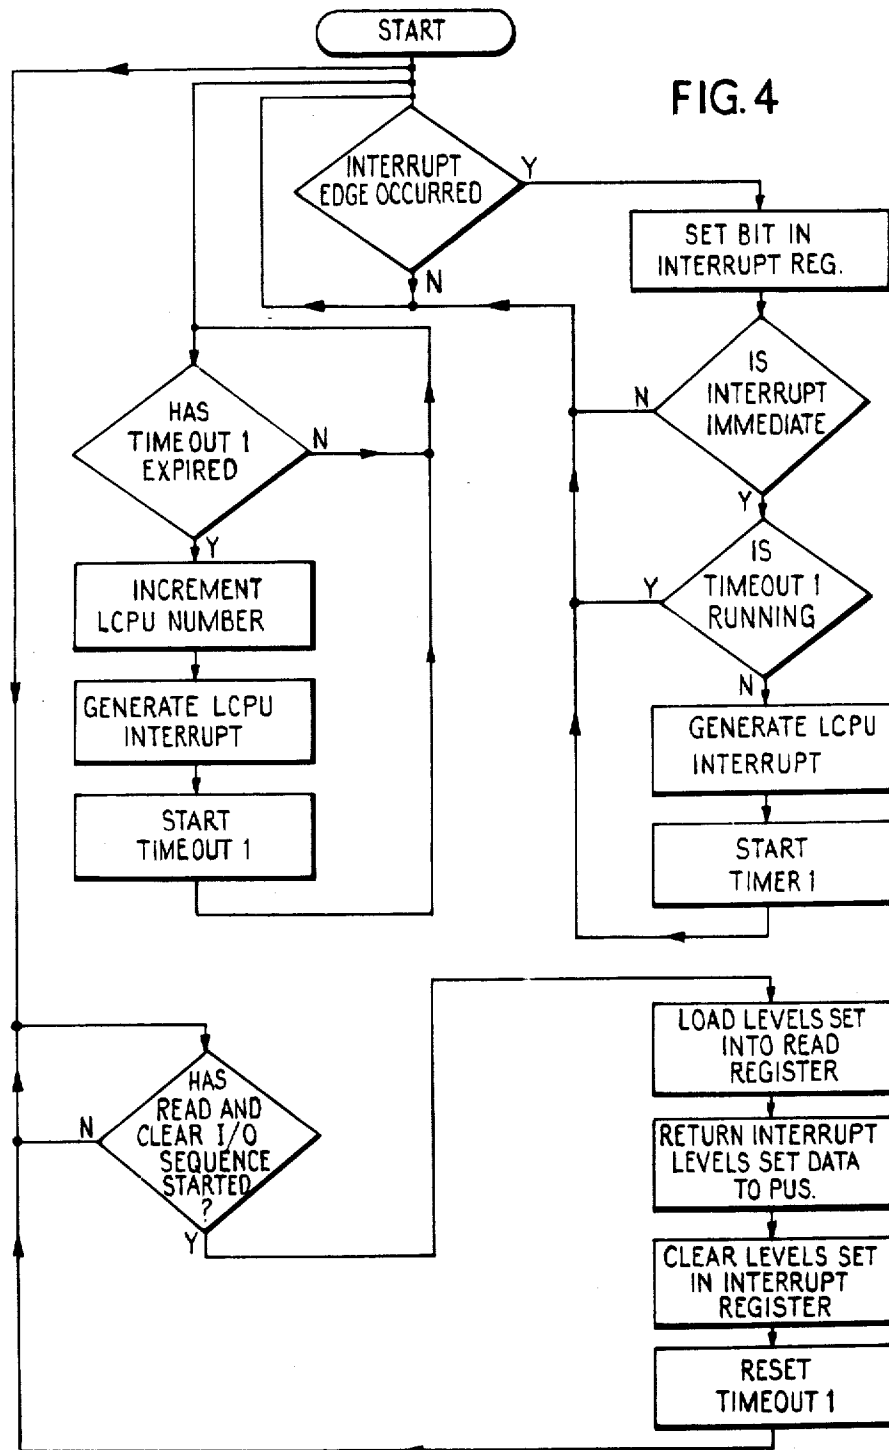 START
FIG. 4
INTERRUPT
EDGE OCCURRED
Y
N
SET BIT IN
INTERRUPT REG.
IS
INTERRUPT
IMMEDIATE
N
Y
HAS
TIMEOUT 1
EXPIRED
N
Y
IS
TIMEOUT 1
RUNNING
Y
N
INCREMENT
LCPU NUMBER
GENERATE LCPU
INTERRUPT
START
TIMEOUT 1
GENERATE LCPU
INTERRUPT
START
TIMER 1
HAS
READ AND
CLEAR I/O
SEQUENCE
STARTED
?
N
Y
LOAD LEVELS SET
INTO READ
REGISTER
RETURN INTERRUPT
LEVELS SET DATA
TO PUS.
CLEAR LEVELS SET
IN INTERRUPT
REGISTER
RESET
TIMEOUT 1